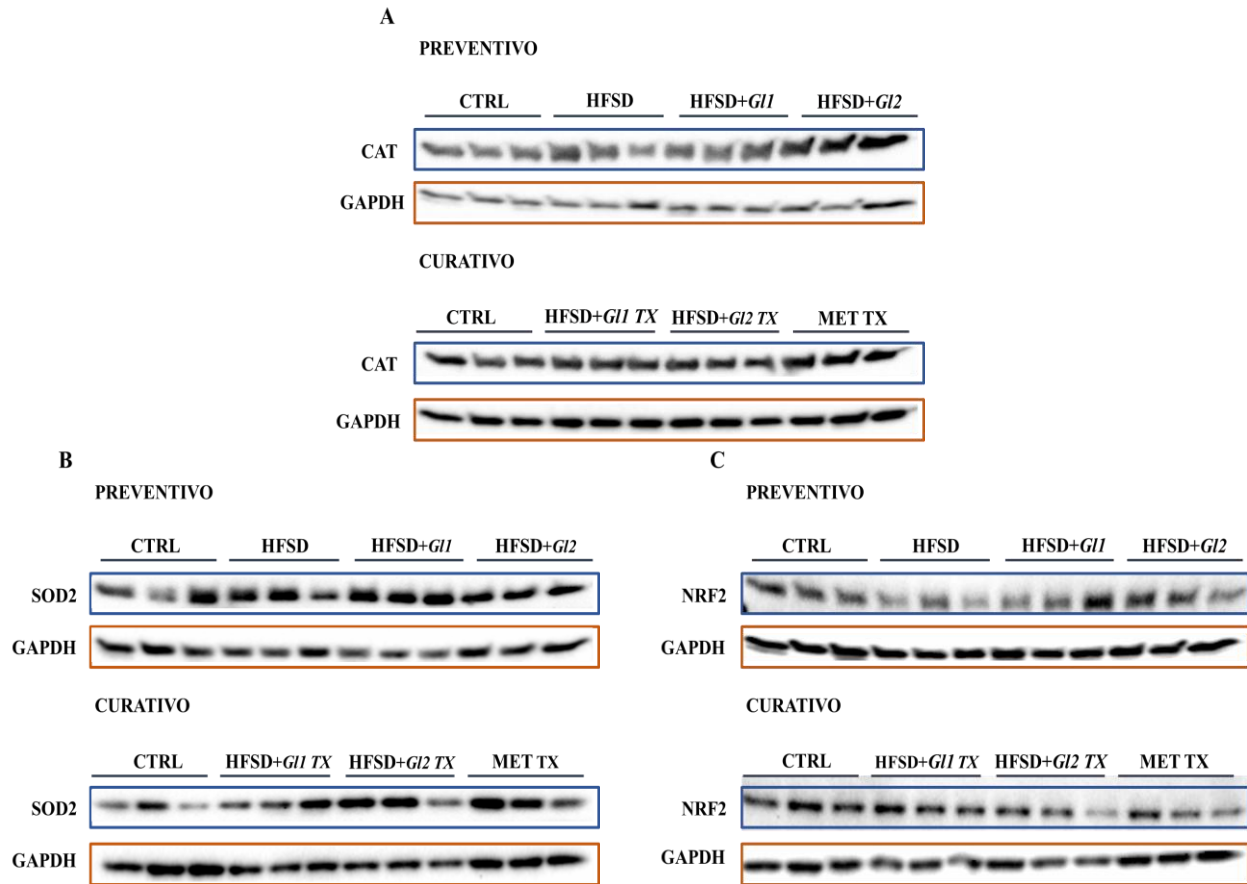 A
PREVENTIVO
CTRL HFSD HFSD+Gl1 HFSD+Gl2
CAT
GAPDH
CURATIVO
CTRL HFSD+Gl1 TX HFSD+Gl2 TX MET TX
CAT
GAPDH
B
PREVENTIVO
CTRL HFSD HFSD+Gl1 HFSD+Gl2
SOD2
GAPDH
CURATIVO
CTRL HFSD+Gl1 TX HFSD+Gl2 TX MET TX
SOD2
GAPDH
C
PREVENTIVO
CTRL HFSD HFSD+Gl1 HFSD+Gl2
NRF2
GAPDH
CURATIVO
CTRL HFSD+Gl1 TX HFSD+Gl2 TX MET TX
NRF2
GAPDH